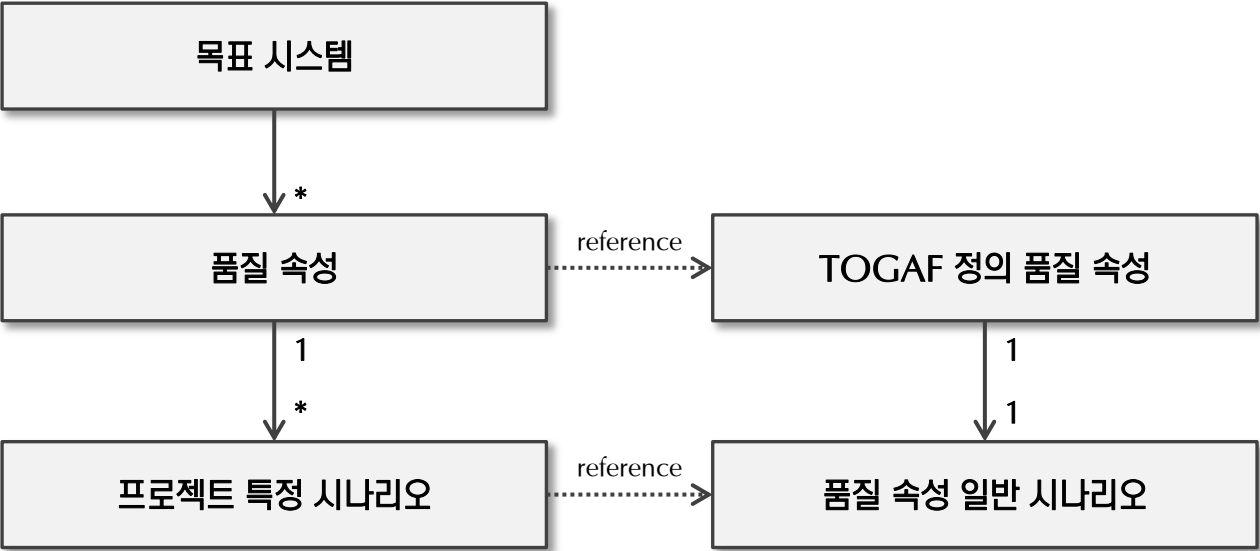 목표 시스템
*
품질 속성
reference
TOGAF 정의 품질 속성
1
*
1
1
프로젝트 특정 시나리오
reference
품질 속성 일반 시나리오